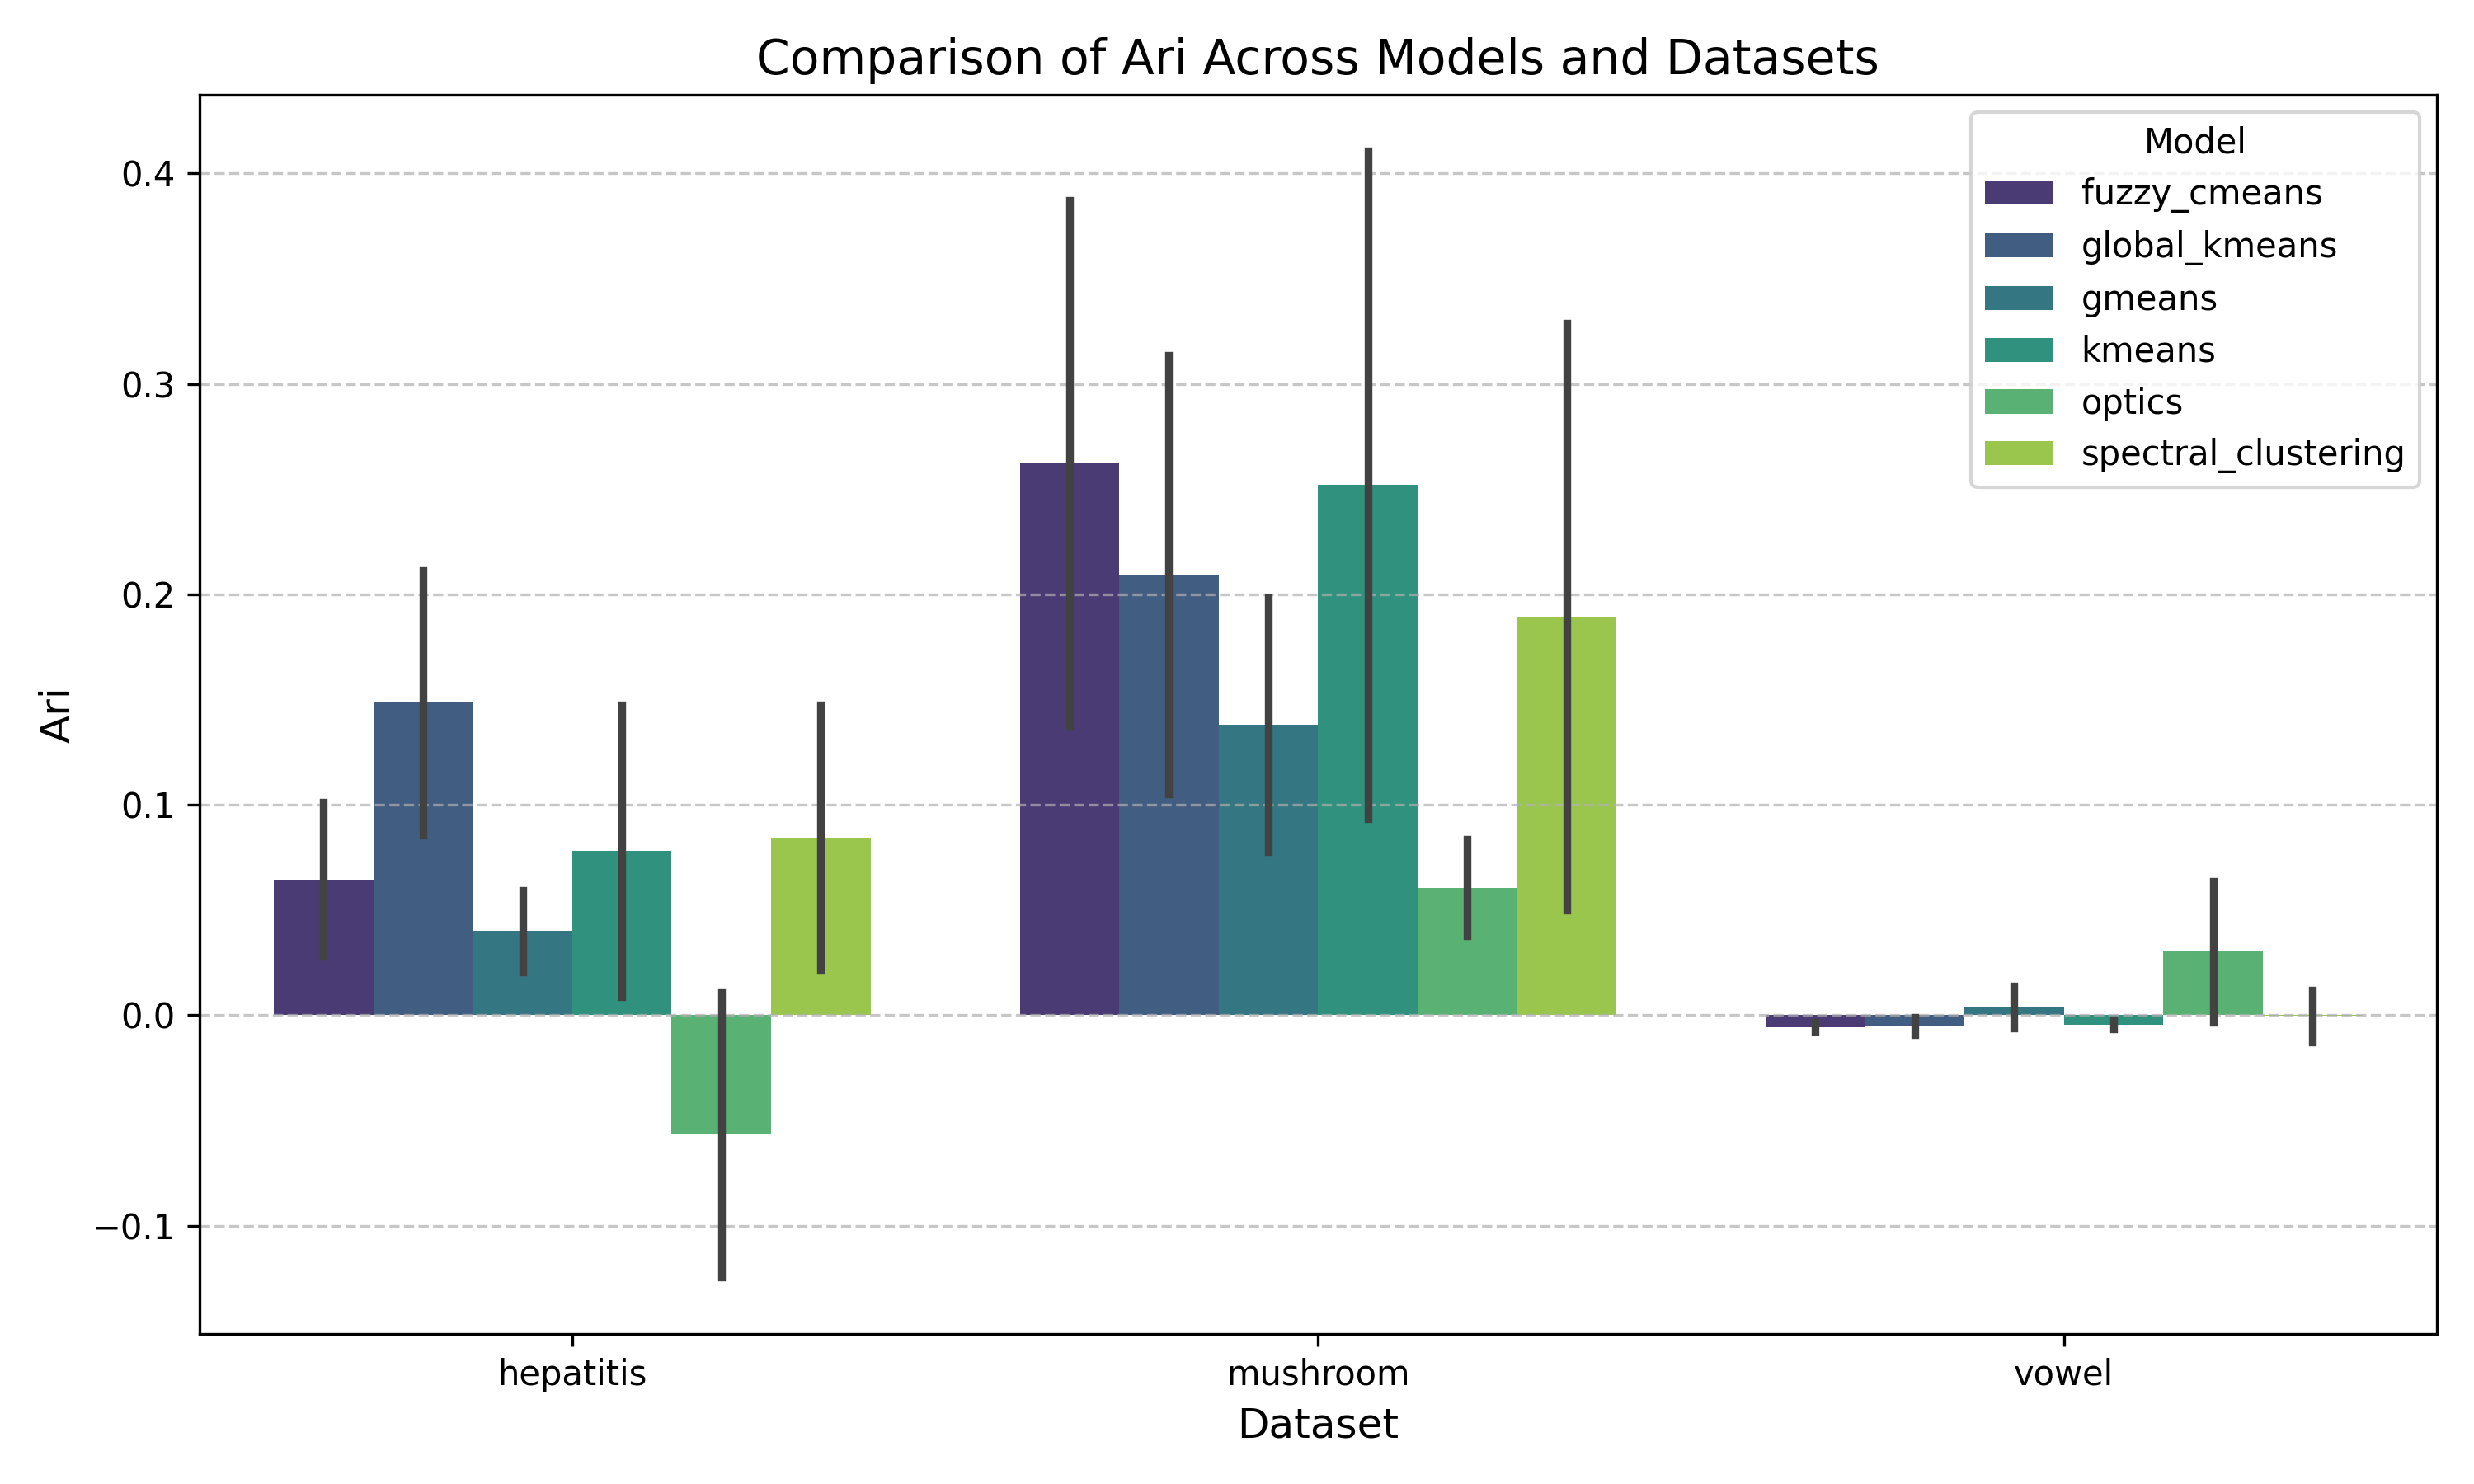 Comparison of Ari Across Models and Datasets
Model
fuzzy_cmeans
global_kmeans
gmeans
kmeans
optics
spectral_clustering
0.4
0.3
0.2
0.1
0.0
−0.1
Ari
hepatitis
mushroom
vowel
Dataset